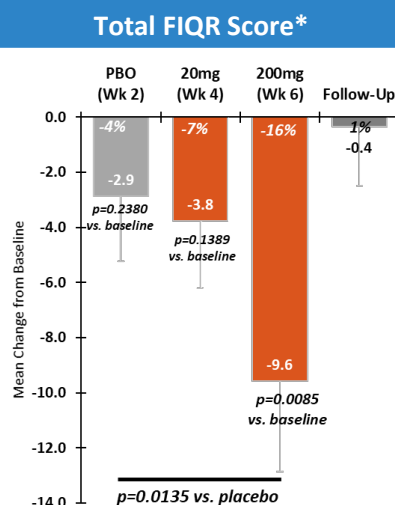 Total FIQR Score*
PBO
(Wk 2)
20mg
(Wk 4)
200mg
(Wk 6)
Follow-Up
0.0
-2.0
-4.0
-6.0
-8.0
-10.0
-12.0
-14.0
Mean Change from Baseline
-4%
-2.9
p=0.2380
vs. baseline
-7%
-3.8
p=0.1389
vs. baseline
-16%
-9.6
p=0.0085
vs. baseline
1%
-0.4
p=0.0135 vs. placebo